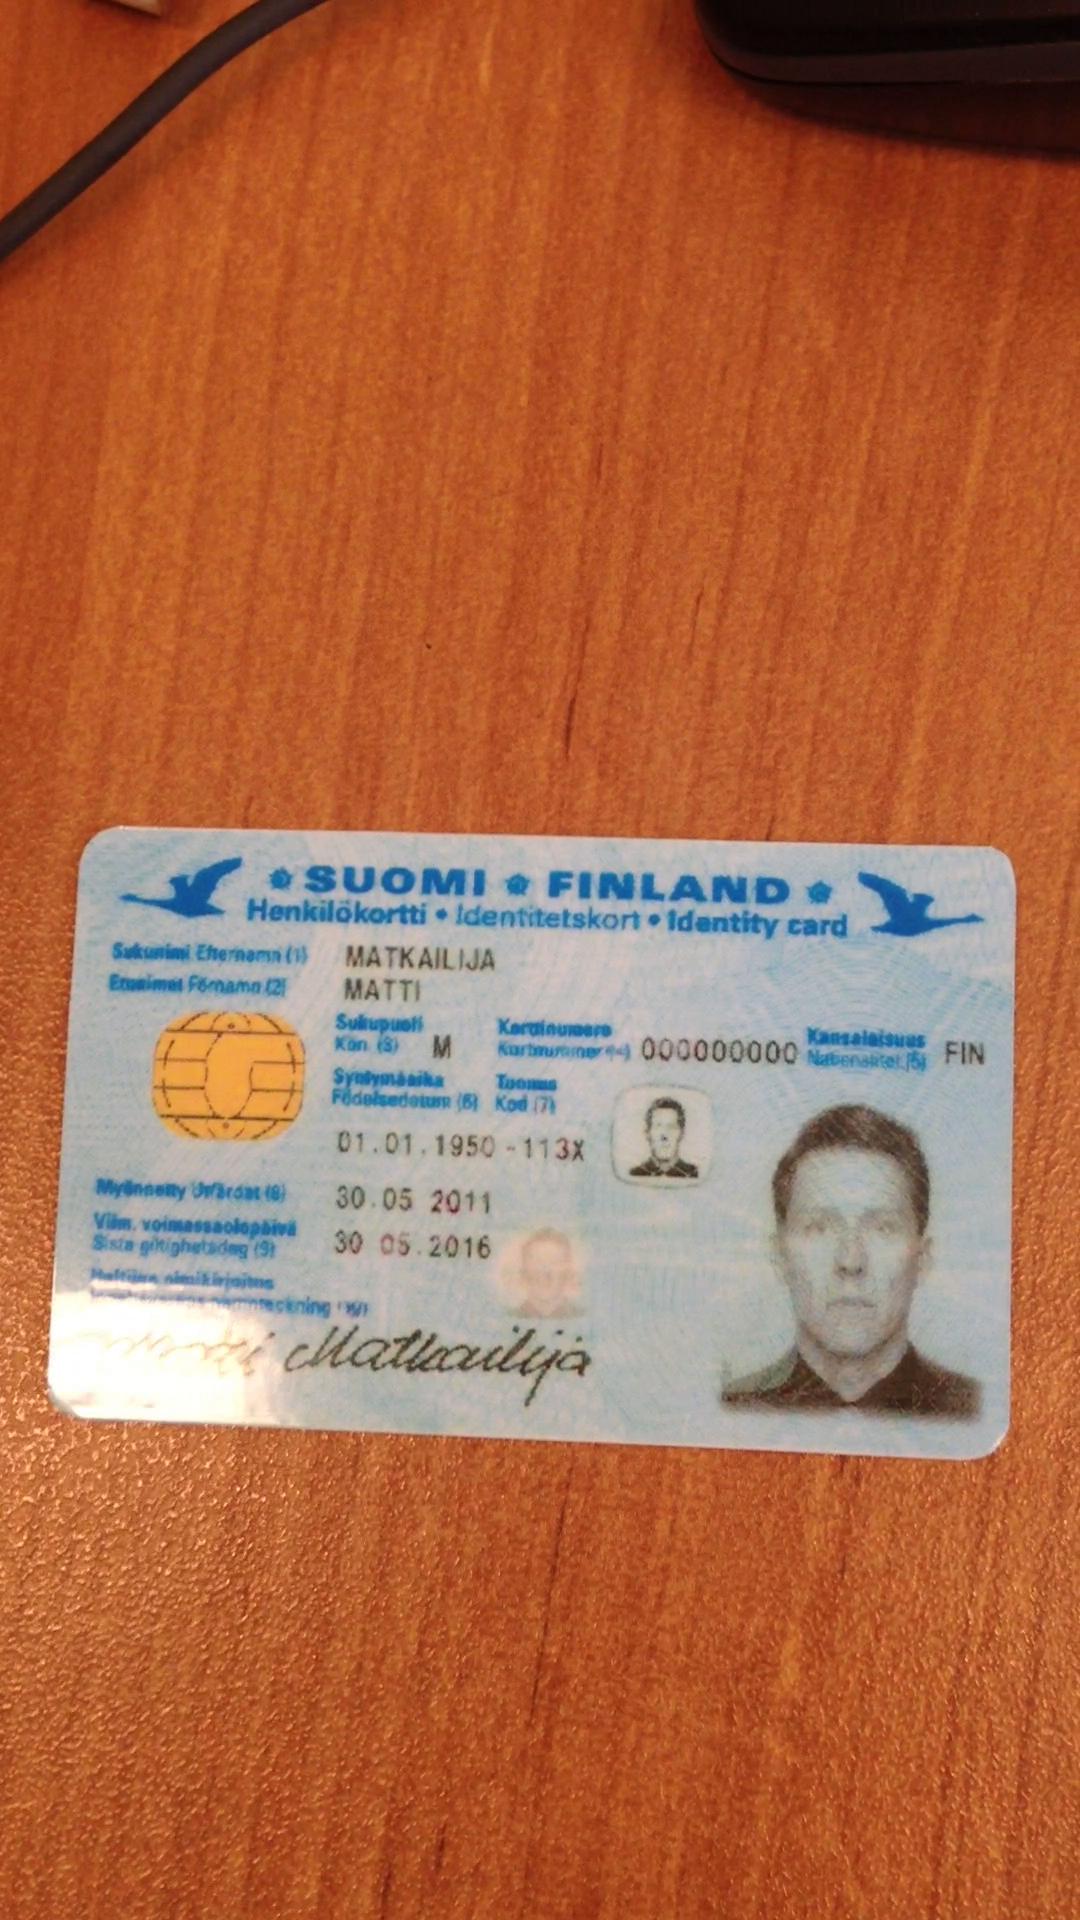 SUOMI FINLAND
Henkilökortti • Identitetskort • Identity card
Sukunimi Efternamn (1) MATKAILIJA
Etunimet Förnamn (2) MATTI
Sukupuoli
Kön (3) M
Korttinumero
Kortnummer (4) 000000000
Kansalaisuus
Nationalitet (5) FIN
Syntymäaika
Födelsedatum (6)
Tunnus
Kod (7)
01.01.1950 -113X
Myönnetty Utfärdat (8) 30.05 2011
Viim. voimassaolopäivä
Sista giltighetsdag (9) 30 05.2016
Haltijan nimikirjoitus
namnteckning (10)
Matkailija